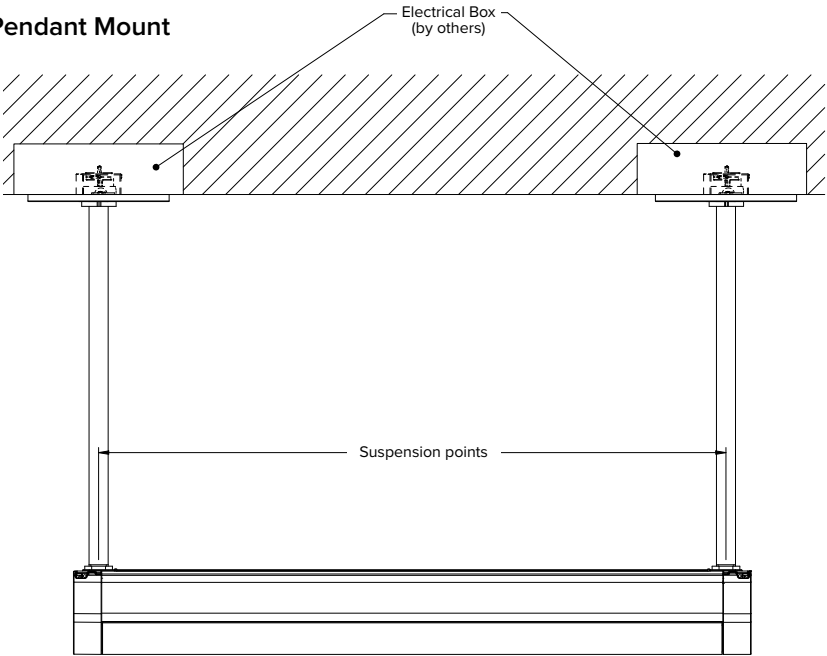 Pendant Mount
Electrical Box
(by others)
Suspension points